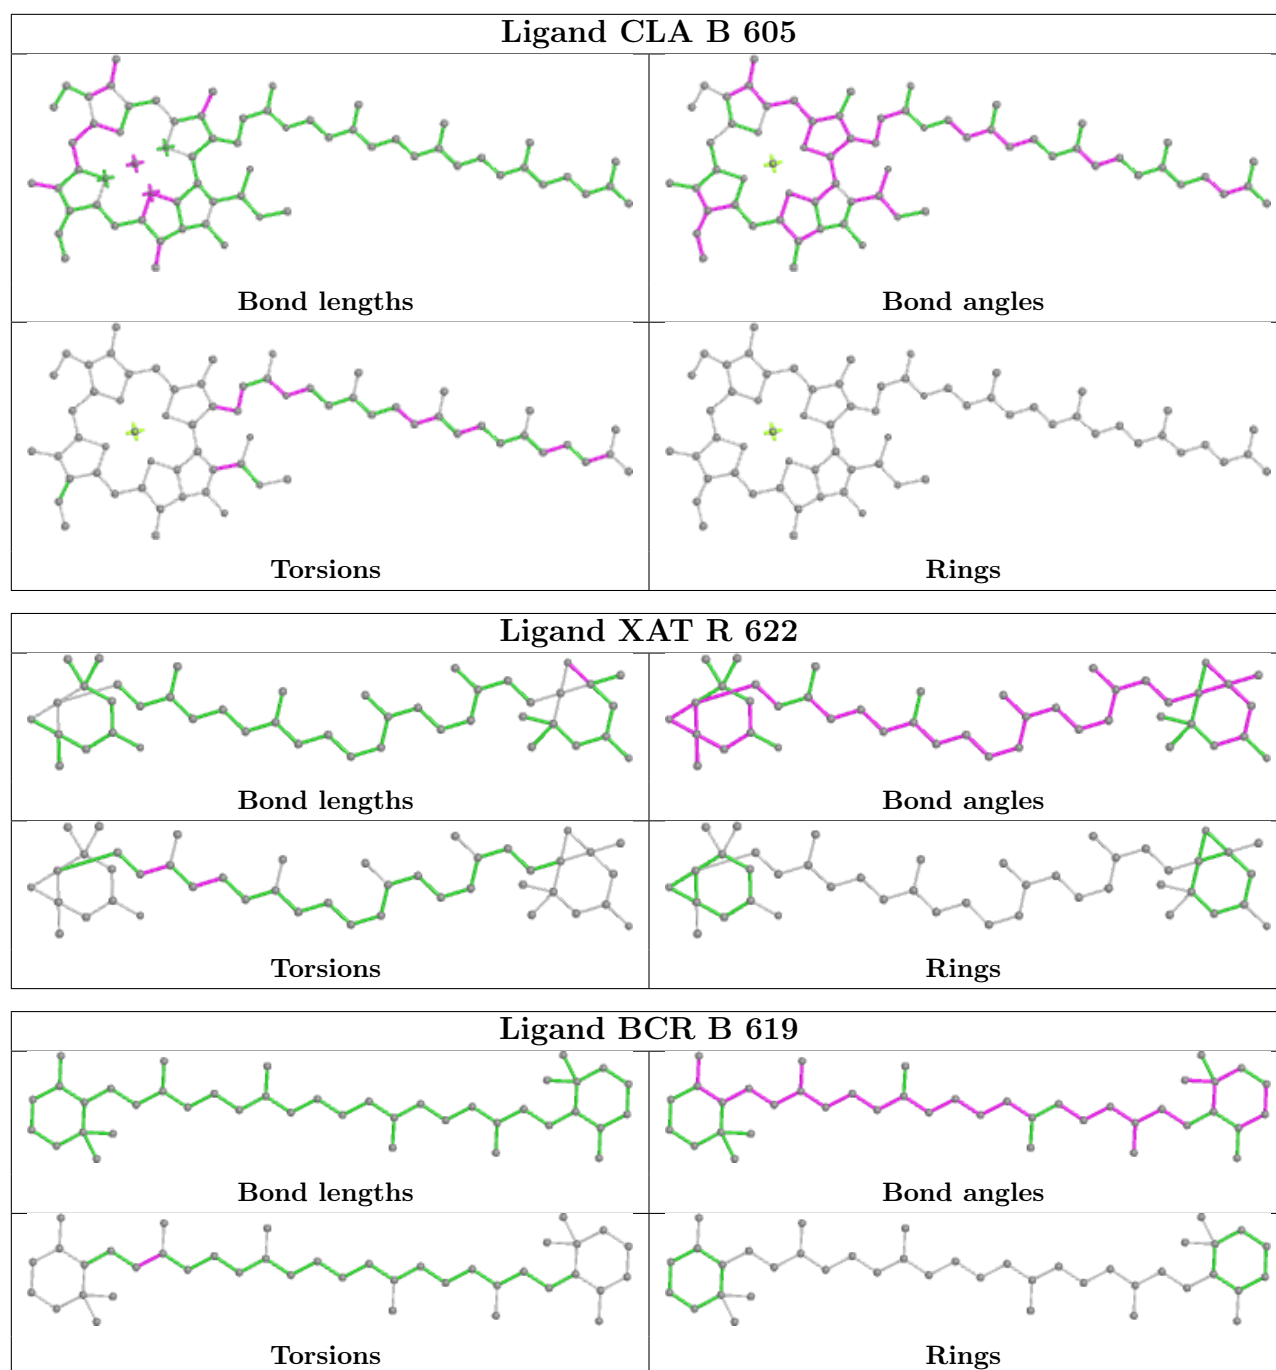 Ligand CLA B 605
Bond lengths
Bond angles
Torsions
Rings
Ligand XAT R 622
Bond lengths
Bond angles
Torsions
Rings
Ligand BCR B 619
Bond lengths
Bond angles
Torsions
Rings